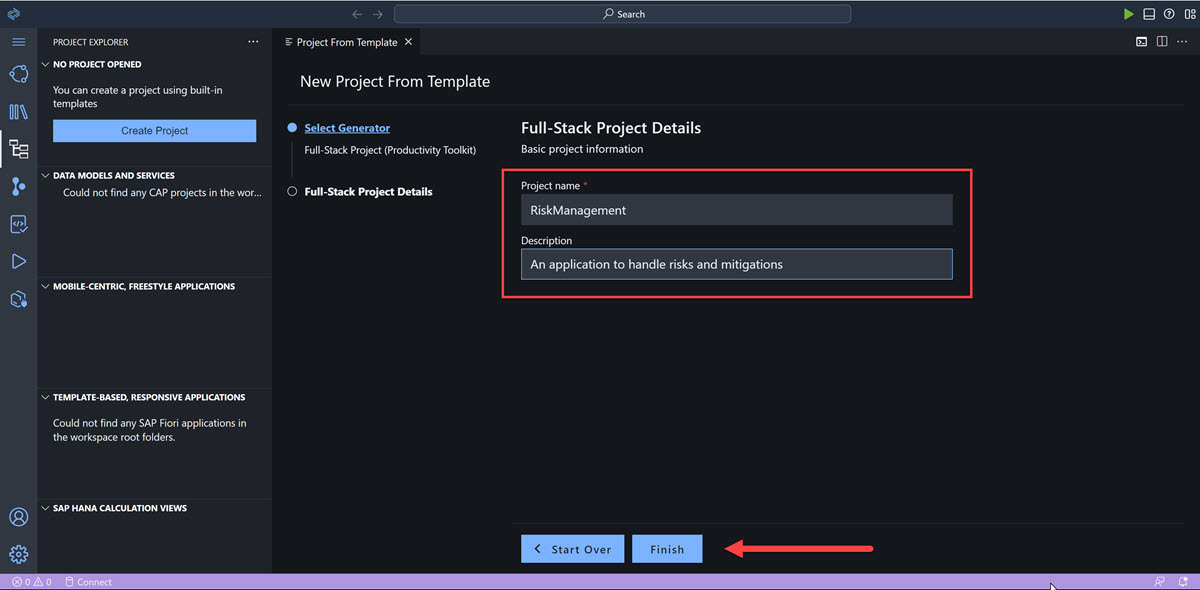 Search
PROJECT EXPLORER
Project From Template
NO PROJECT OPENED
You can create a project using built-in
templates
Create Project
DATA MODELS AND SERVICES
Could not find any CAP projects in the wor...
MOBILE-CENTRIC, FREESTYLE APPLICATIONS
TEMPLATE-BASED, RESPONSIVE APPLICATIONS
Could not find any SAP Fiori applications in
the workspace root folders.
SAP HANA CALCULATION VIEWS
New Project From Template
Select Generator
Full-Stack Project (Productivity Toolkit)
Full-Stack Project Details
Full-Stack Project Details
Basic project information
Project name *
RiskManagement
Description
An application to handle risks and mitigations
Start Over
Finish
0 0 Connect